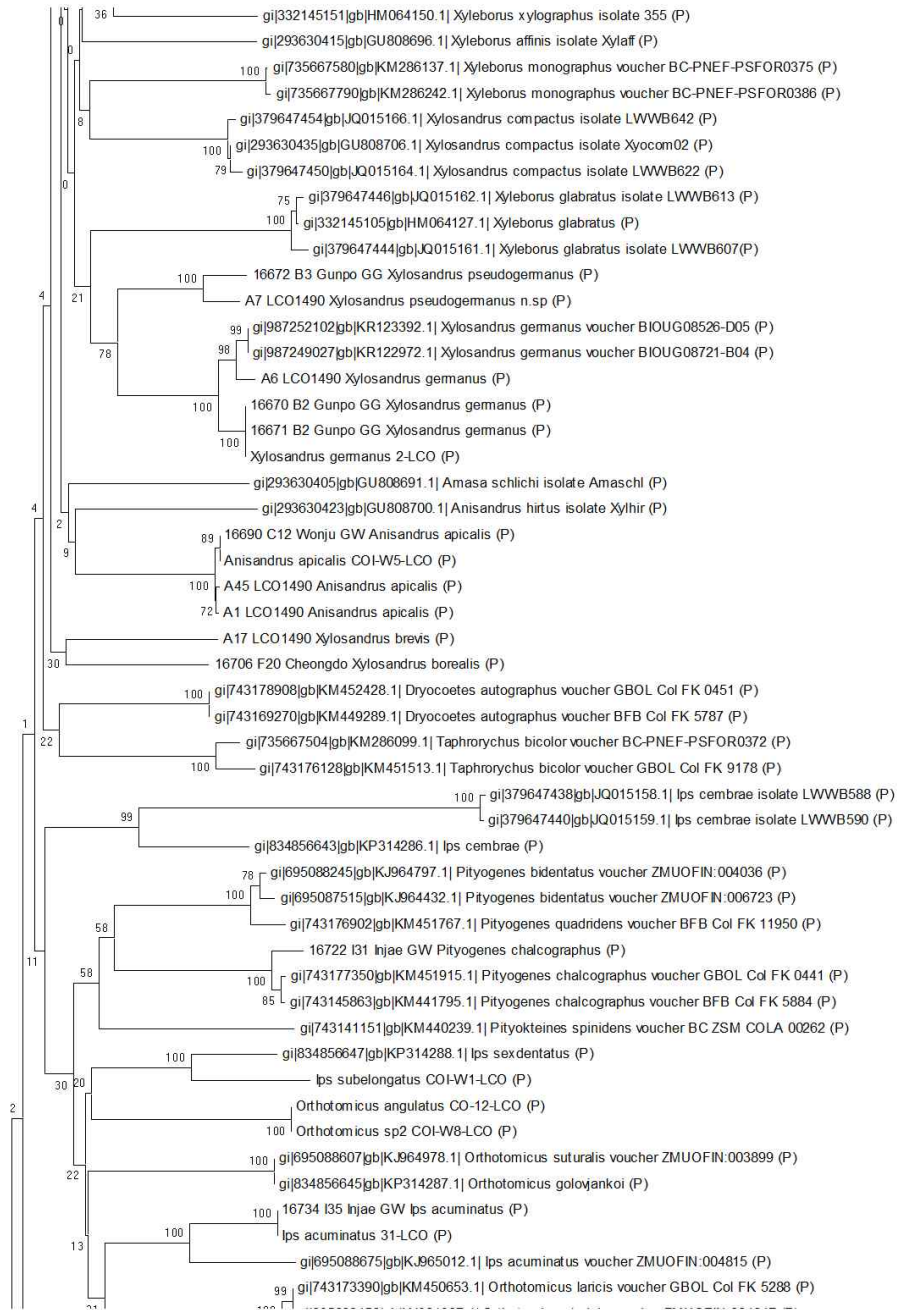 36 gi|332145151|gb|HM064150.1| Xyleborus xylographus isolate 355 (P)
0
0
gi|293630415|gb|GU808696.1| Xyleborus affinis isolate Xylaff (P)
100 gi|735667580|gb|KM286137.1| Xyleborus monographus voucher BC-PNEF-PSFOR0375 (P)
gi|735667790|gb|KM286242.1| Xyleborus monographus voucher BC-PNEF-PSFOR0386 (P)
8 gi|379647454|gb|JQ015166.1| Xylosandrus compactus isolate LWWB642 (P)
100 gi|293630435|gb|GU808706.1| Xylosandrus compactus isolate Xyocom02 (P)
79 gi|379647450|gb|JQ015164.1| Xylosandrus compactus isolate LWWB622 (P)
0
75 gi|379647446|gb|JQ015162.1| Xyleborus glabratus isolate LWWB613 (P)
100 gi|332145105|gb|HM064127.1| Xyleborus glabratus (P)
gi|379647444|gb|JQ015161.1| Xyleborus glabratus isolate LWWB607(P)
100 16672 B3 Gunpo GG Xylosandrus pseudogermanus (P)
4 21 A7 LCO1490 Xylosandrus pseudogermanus n.sp (P)
99 gi|987252102|gb|KR123392.1| Xylosandrus germanus voucher BIOUG08526-D05 (P)
78 98 gi|987249027|gb|KR122972.1| Xylosandrus germanus voucher BIOUG08721-B04 (P)
A6 LCO1490 Xylosandrus germanus (P)
100 16670 B2 Gunpo GG Xylosandrus germanus (P)
16671 B2 Gunpo GG Xylosandrus germanus (P)
100 Xylosandrus germanus 2-LCO (P)
gi|293630405|gb|GU808691.1| Amasa schlichi isolate Amaschl (P)
4 gi|293630423|gb|GU808700.1| Anisandrus hirtus isolate Xylhir (P)
2 89 16690 C12 Wonju GW Anisandrus apicalis (P)
9 Anisandrus apicalis COI-W5-LCO (P)
100 A45 LCO1490 Anisandrus apicalis (P)
72 A1 LCO1490 Anisandrus apicalis (P)
A17 LCO1490 Xylosandrus brevis (P)
30 16706 F20 Cheongdo Xylosandrus borealis (P)
100 gi|743178908|gb|KM452428.1| Dryocoetes autographus voucher GBOL Col FK 0451 (P)
1 gi|743169270|gb|KM449289.1| Dryocoetes autographus voucher BFB Col FK 5787 (P)
22 gi|735667504|gb|KM286099.1| Taphrorychus bicolor voucher BC-PNEF-PSFOR0372 (P)
100 gi|743176128|gb|KM451513.1| Taphrorychus bicolor voucher GBOL Col FK 9178 (P)
100 gi|379647438|gb|JQ015158.1| Ips cembrae isolate LWWB588 (P)
99 gi|379647440|gb|JQ015159.1| Ips cembrae isolate LWWB590 (P)
gi|834856643|gb|KP314286.1| Ips cembrae (P)
78 gi|695088245|gb|KJ964797.1| Pityogenes bidentatus voucher ZMUOFIN:004036 (P)
100 gi|695087515|gb|KJ964432.1| Pityogenes bidentatus voucher ZMUOFIN:006723 (P)
58 gi|743176902|gb|KM451767.1| Pityogenes quadridens voucher BFB Col FK 11950 (P)
16722 I31 Injae GW Pityogenes chalcographus (P)
11 58 100 gi|743177350|gb|KM451915.1| Pityogenes chalcographus voucher GBOL Col FK 0441 (P)
85 gi|743145863|gb|KM441795.1| Pityogenes chalcographus voucher BFB Col FK 5884 (P)
gi|743141151|gb|KM440239.1| Pityokteines spinidens voucher BC ZSM COLA 00262 (P)
100 gi|834856647|gb|KP314288.1| Ips sexdentatus (P)
30 20 Ips subelongatus COI-W1-LCO (P)
2 Orthotomicus angulatus CO-12-LCO (P)
100 Orthotomicus sp2 COI-W8-LCO (P)
100 gi|695088607|gb|KJ964978.1| Orthotomicus suturalis voucher ZMUOFIN:003899 (P)
22 gi|834856645|gb|KP314287.1| Orthotomicus golovjankoi (P)
100 16734 I35 Injae GW Ips acuminatus (P)
13 100 Ips acuminatus 31-LCO (P)
gi|695088675|gb|KJ965012.1| Ips acuminatus voucher ZMUOFIN:004815 (P)
99 gi|743173390|gb|KM450653.1| Orthotomicus laricis voucher GBOL Col FK 5288 (P)